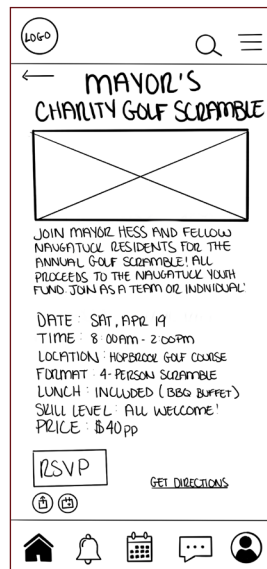 LOGO
MAYOR'S
CHARITY GOLF SCRAMBLE
JOIN MAYOR HESS AND FELLOW
NAUGATUCK RESIDENTS FOR THE
ANNUAL GOLF SCRAMBLE! ALL
PROCEEDS TO THE NAUGATUCK YOUTH
FUND. JOIN AS A TEAM OR INDIVIDUAL!
DATE: SAT, APR 19
TIME: 8:00AM - 2:00PM
LOCATION: HOPBROOK GOLF COURSE
FORMAT: 4-PERSON SCRAMBLE
LUNCH: INCLUDED (BBQ BUFFET)
SKILL LEVEL: ALL WELCOME!
PRICE: $40PP
RSVP
GET DIRECTIONS